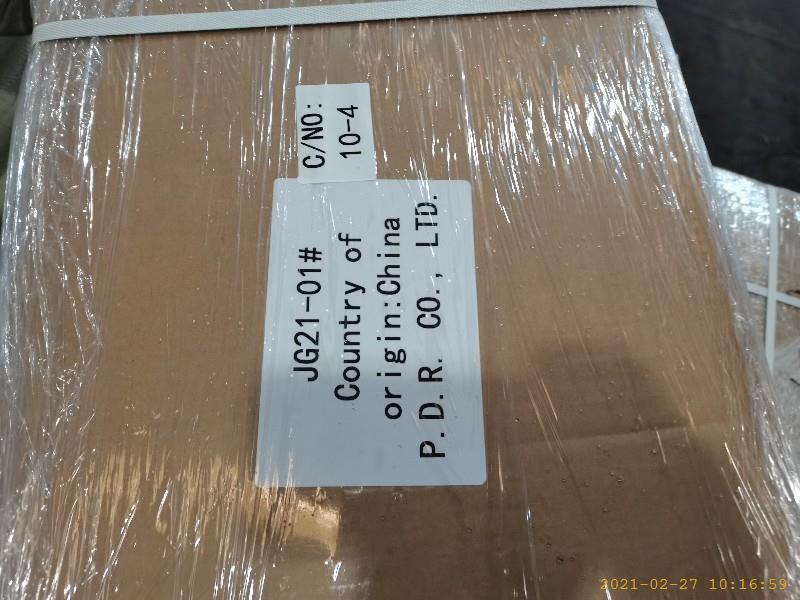 C/NO:
10-4
JG21-01#
Country of
origin:China
P.D.R. CO., LTD.
2021-02-27 10:16:59